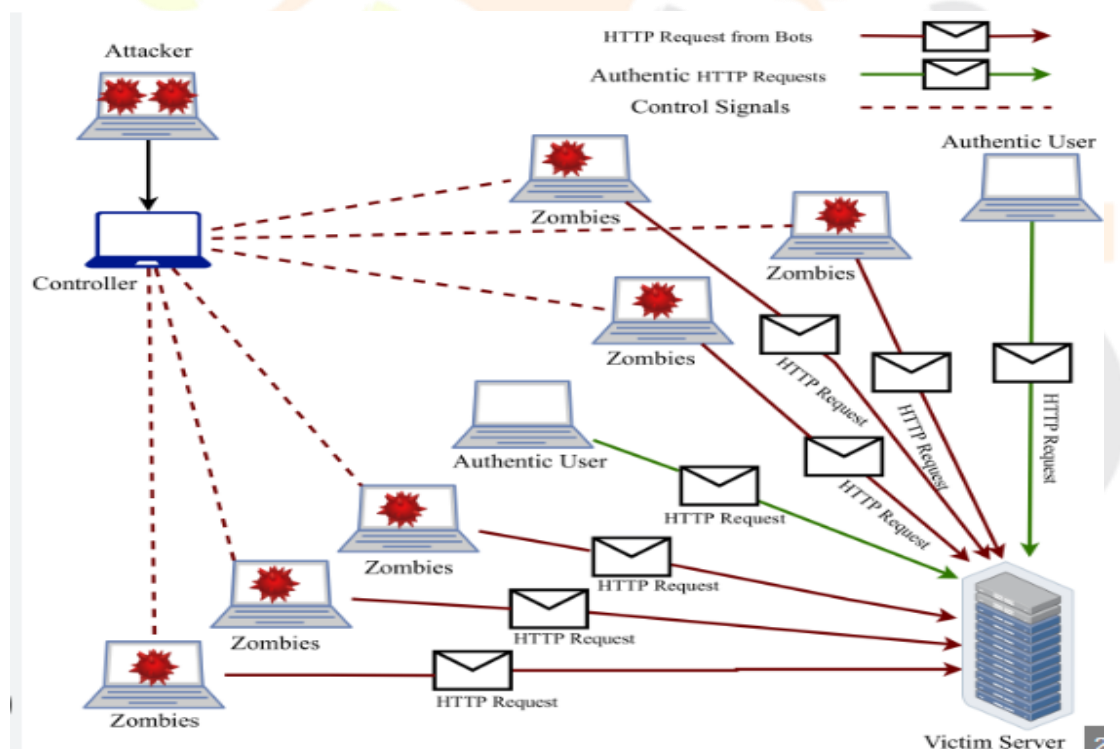 Attacker
HTTP Request from Bots
Authentic HTTP Requests
Control Signals
Authentic User
Zombies
Zombies
Controller
Zombies
HTTP Request
HTTP Request
HTTP Request
HTTP Request
Authentic User
HTTP Request
Zombies
HTTP Request
Zombies
HTTP Request
Zombies
HTTP Request
Victim Server